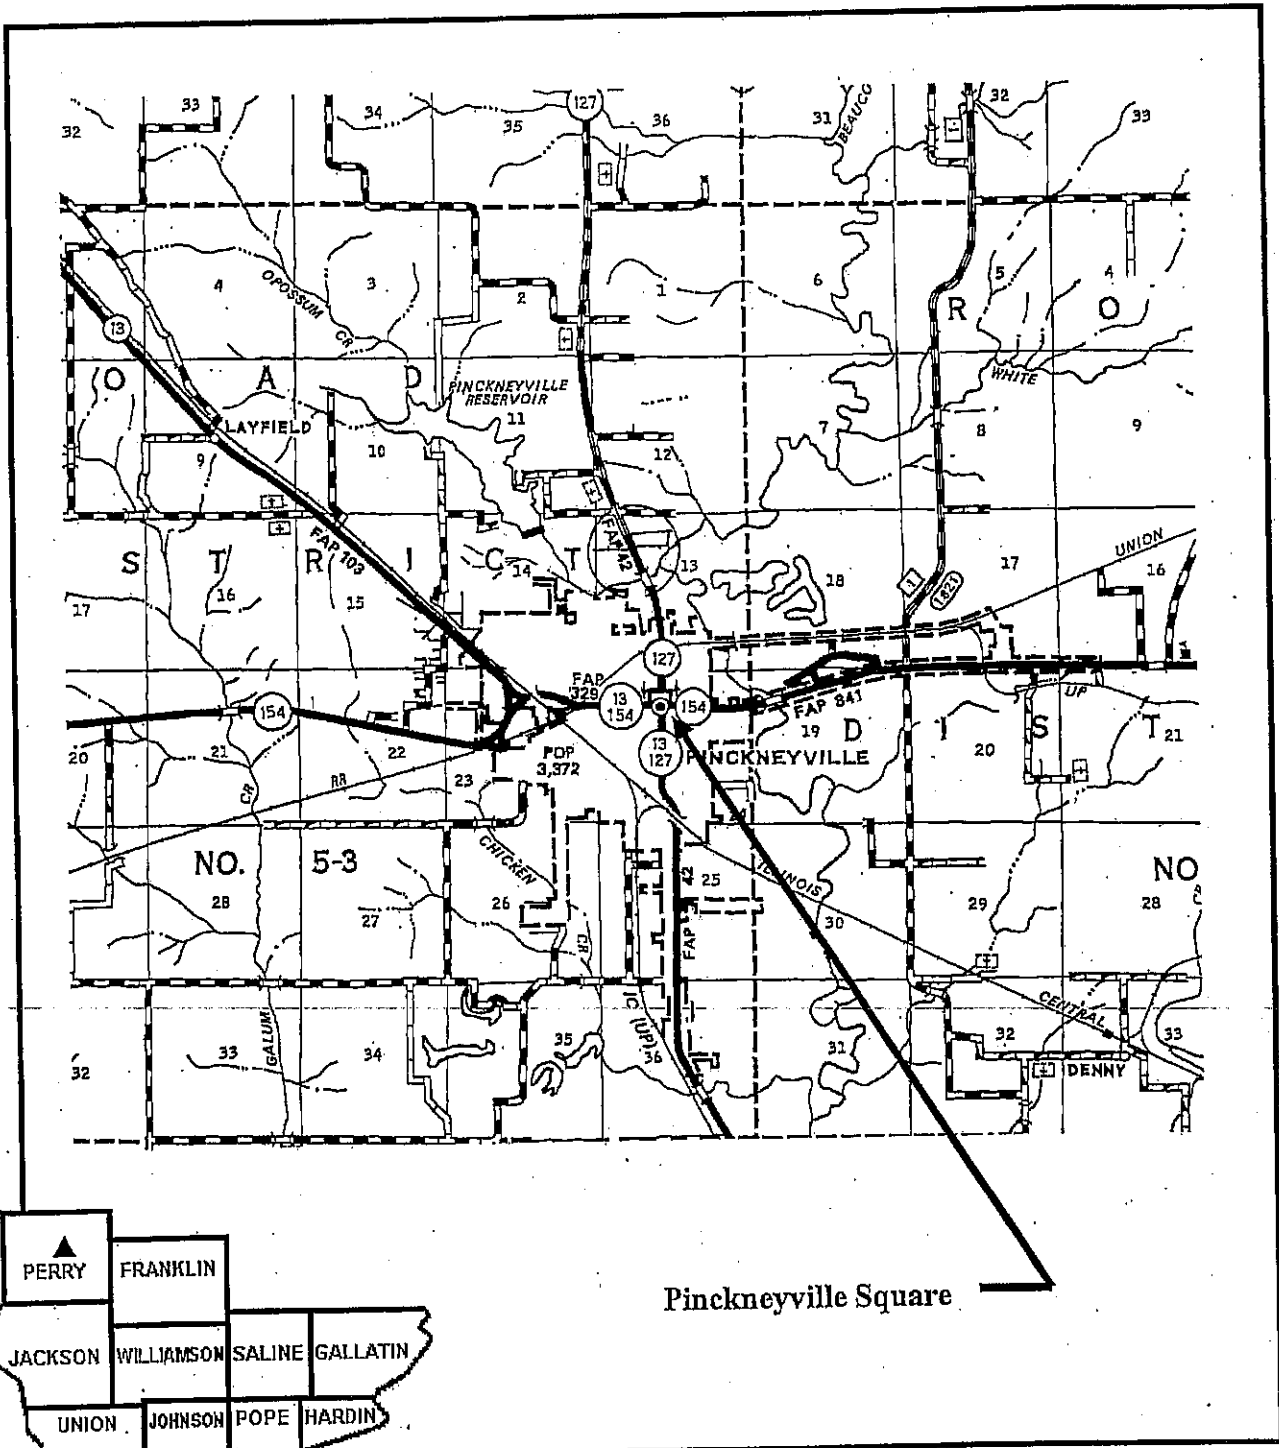 32 33 34 35 127 36 31 BEAUCO 32 33
4 OPOSSUM CR 3 2 1 6 5 4
R O
13
WHITE
O A D PINCKNEYVILLE
RESERVOIR
LAYFIELD 11 7 8 9
9 10 12
FAP 103 FAP 42 UNION
S T R I C T
14 13 18 17 16
17 16 15 1 1821
127
FAP
329 13
154 154 FAP 841 UP
154 19 D I S T
20 21 22 23 POP
3,372 13
127 PINCKNEYVILLE 20 21
RR CR
24
NO. 5-3 CHICKEN 42 25 ILLINOIS NO
28 27 26 CR FAP 30 29 28
GALUM IC (UP) CENTRAL
32 33 34 35 36 31 32 33
DENNY
Pinckneyville Square
PERRY FRANKLIN
JACKSON WILLIAMSON SALINE GALLATIN
UNION JOHNSON POPE HARDIN